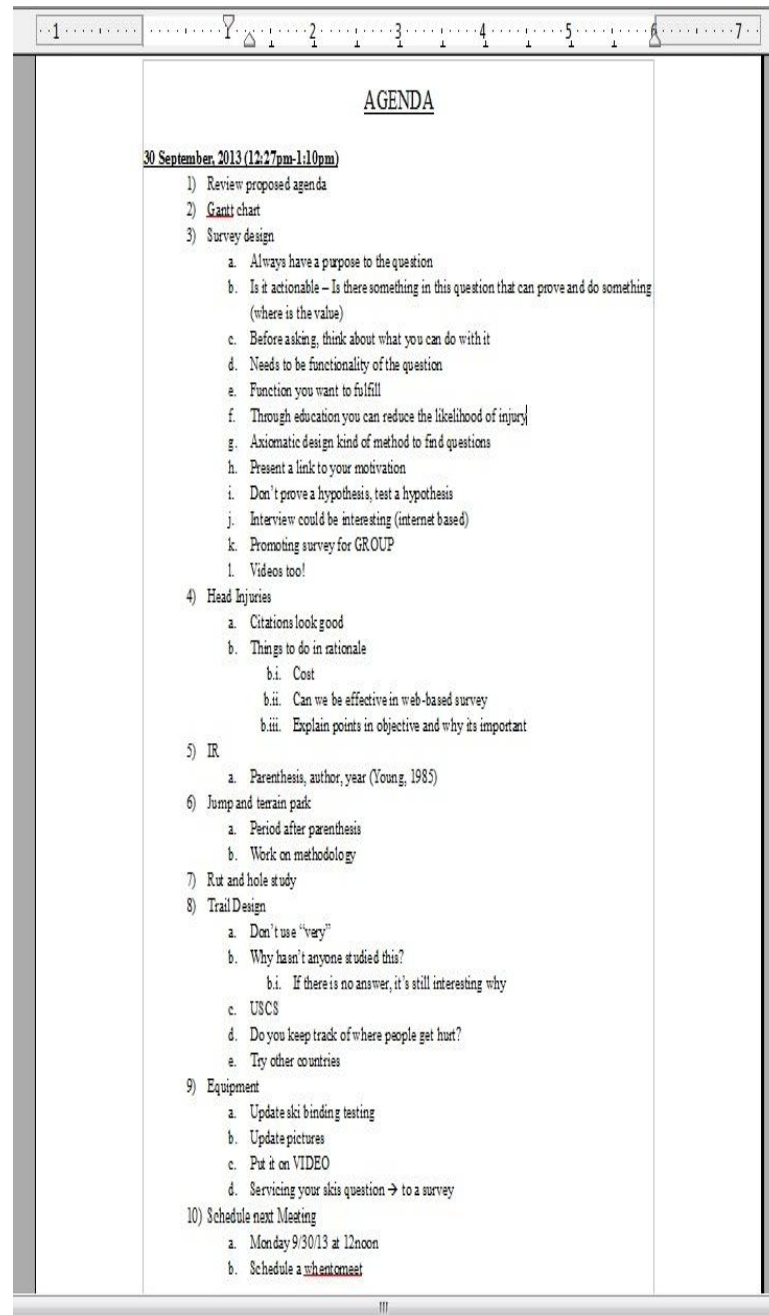 1 1 2 3 4 5 6 7
AGENDA
30 September, 2013 (12:27pm-1:10pm)
1) Review proposed agenda
2) Gantt chart
3) Survey design
a. Always have a purpose to the question
b. Is it actionable – Is there something in this question that can prove and do something
(where is the value)
c. Before asking, think about what you can do with it
d. Needs to be functionality of the question
e. Function you want to fulfill
f. Through education you can reduce the likelihood of injury
g. Axiomatic design kind of method to find questions
h. Present a link to your motivation
i. Don't prove a hypothesis, test a hypothesis
j. Interview could be interesting (internet based)
k. Promoting survey for GROUP
l. Videos too!
4) Head Injuries
a. Citations look good
b. Things to do in rationale
b.i. Cost
b.ii. Can we be effective in web-based survey
b.iii. Explain points in objective and why its important
5) IR
a. Parenthesis, author, year (Young, 1985)
6) Jump and terrain park
a. Period after parenthesis
b. Work on methodology
7) Rut and hole study
8) Trail Design
a. Don't use “very”
b. Why hasn't anyone studied this?
b.i. If there is no answer, it's still interesting why
c. USCS
d. Do you keep track of where people get hurt?
e. Try other countries
9) Equipment
a. Update ski binding testing
b. Update pictures
c. Put it on VIDEO
d. Servicing your skis question → to a survey
10) Schedule next Meeting
a. Monday 9/30/13 at 12noon
b. Schedule a whentomeet